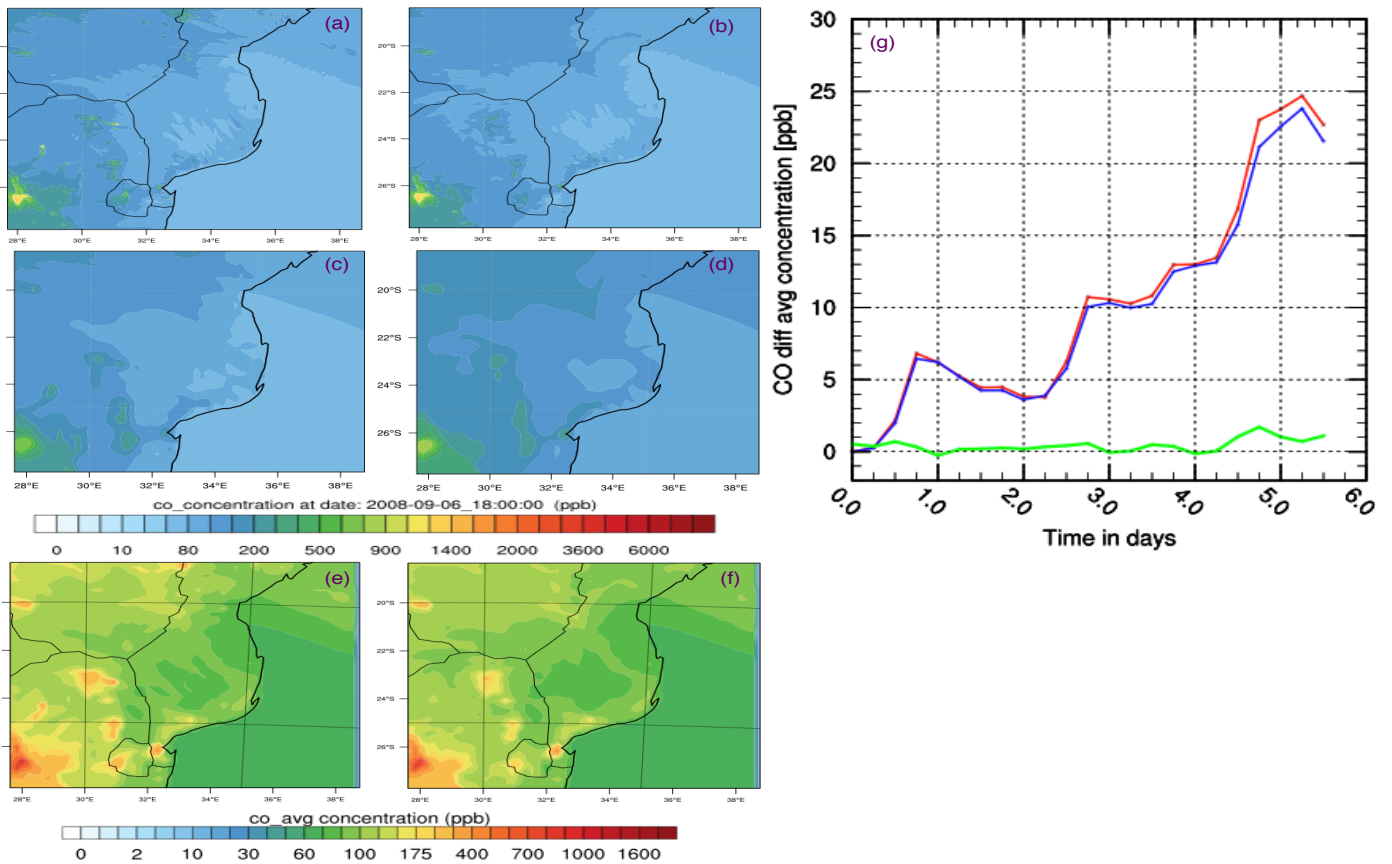 (a)
(b)
20°S
22°S
24°S
26°S
28°E 30°E 32°E 34°E 36°E 38°E
28°E 30°E 32°E 34°E 36°E 38°E
(c)
(d)
20°S
22°S
24°S
26°S
28°E 30°E 32°E 34°E 36°E 38°E
28°E 30°E 32°E 34°E 36°E 38°E
co_concentration at date: 2008-09-06_18:00:00 (ppb)
0 10 80 200 500 900 1400 2000 3600 6000
(e)
(f)
20°S
22°S
24°S
26°S
28°E 30°E 32°E 34°E 36°E 38°E
28°E 30°E 32°E 34°E 36°E 38°E
co_avg concentration (ppb)
0 2 10 30 60 100 175 400 700 1000 1600
(g)
CO diff avg concentration [ppb]
30
25
20
15
10
5
0
0.0 1.0 2.0 3.0 4.0 5.0 6.0
Time in days